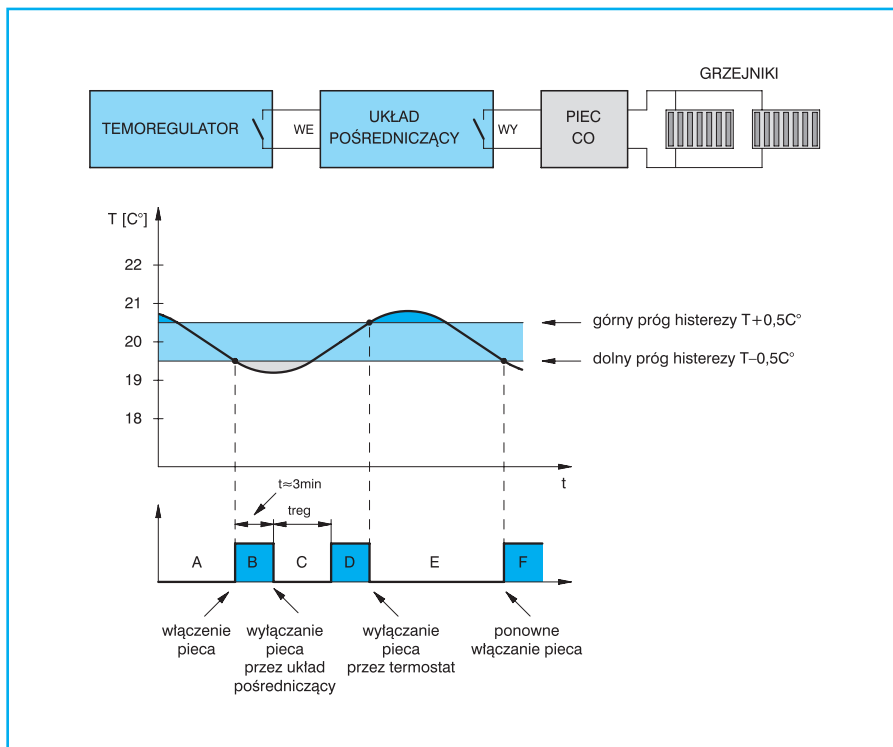 GRZEJNIKI
TEMOREGULATOR
WE
UKŁAD
POŚREDNICZĄCY
WY
PIEC
CO
T [C°]
22
21
20
19
18
górny próg histerezy T+0,5C°
dolny próg histerezy T–0,5C°
t
t≈3min
treg
A
B
C
D
E
F
włączenie
pieca
wyłączanie
pieca
przez układ
pośredniczący
wyłączanie
pieca
przez termostat
ponowne
włączanie pieca